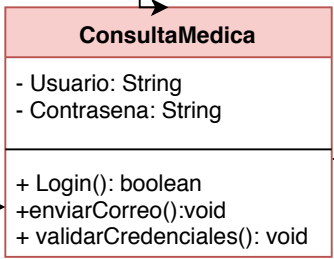 ConsultaMedica
- Usuario: String
- Contrasena: String
+ Login(): boolean
+enviarCorreo():void
+ validarCredenciales(): void